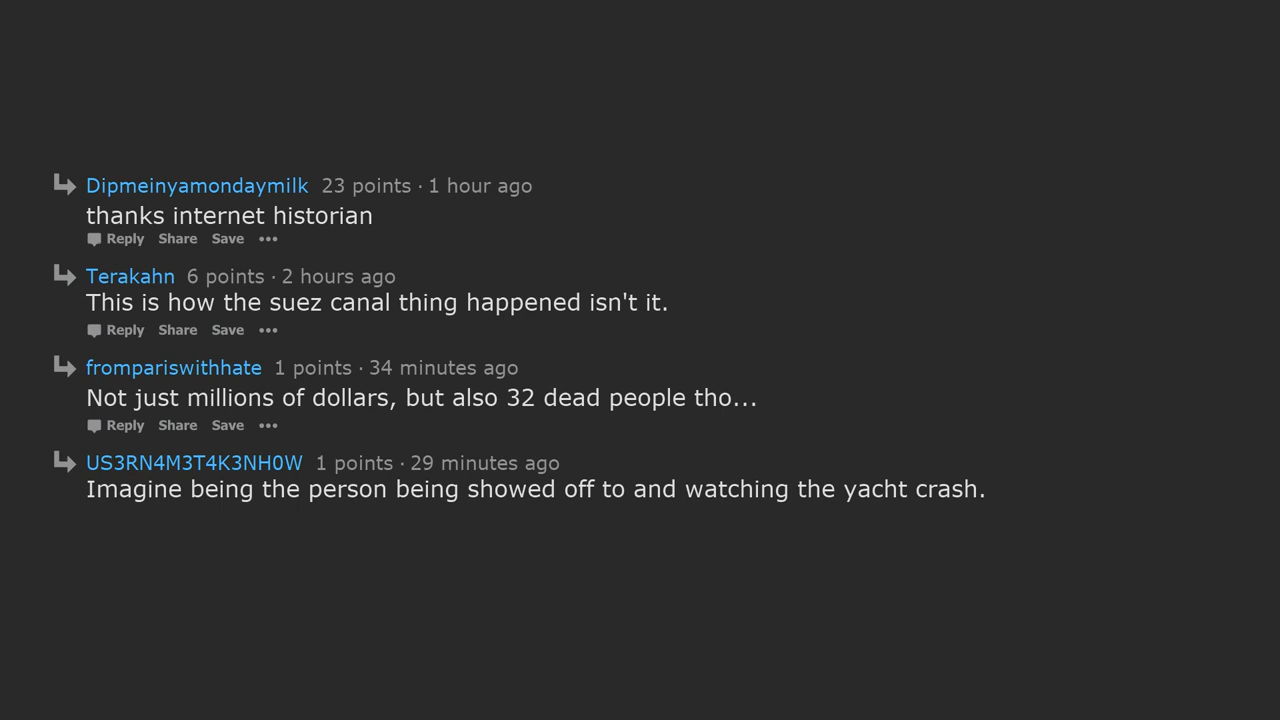 Dipmeinyamondaymilk 23 points · 1 hour ago
thanks internet historian
Reply Share Save •••
Terakahn 6 points · 2 hours ago
This is how the suez canal thing happened isn't it.
Reply Share Save •••
frompariswithhate 1 points · 34 minutes ago
Not just millions of dollars, but also 32 dead people tho...
Reply Share Save •••
US3RN4M3T4K3NH0W 1 points · 29 minutes ago
Imagine being the person being showed off to and watching the yacht crash.